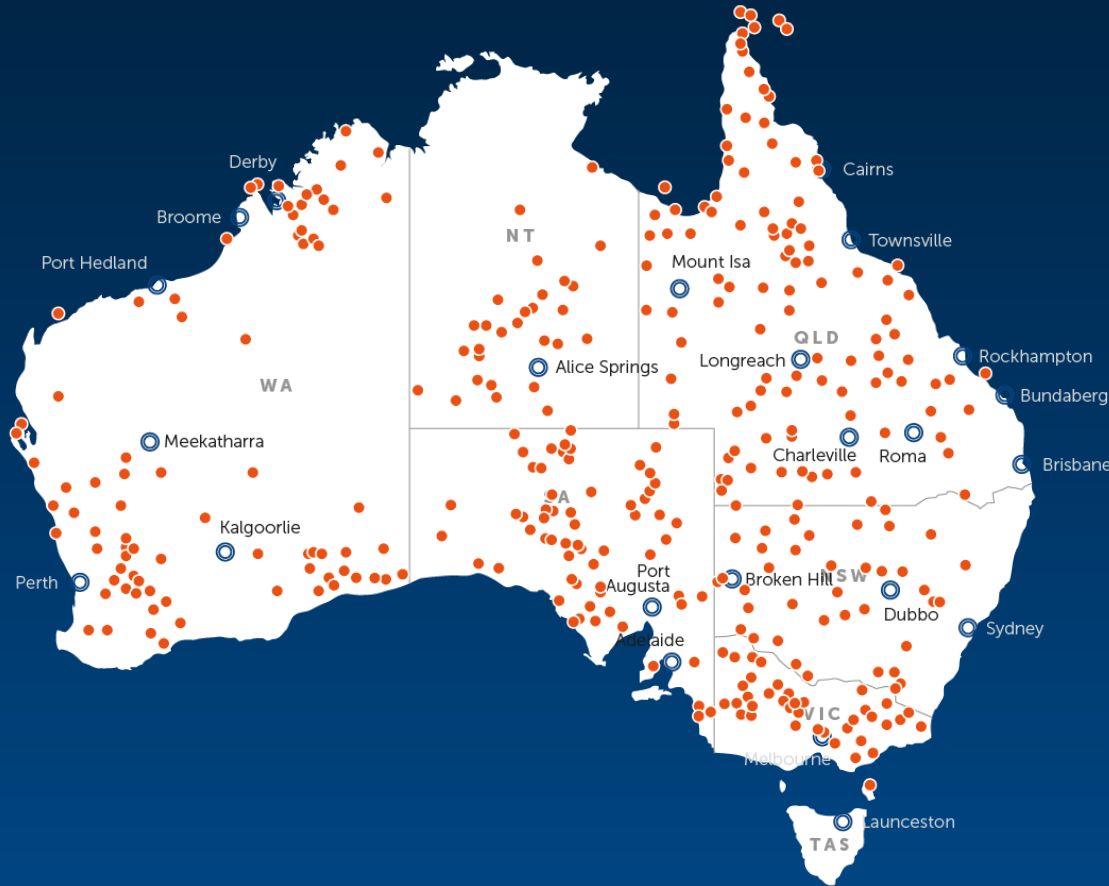 Derby
Cairns
Broome
NT
Townsville
Port Hedland
Mount Isa
QLD
Rockhampton
Longreach
Alice Springs
WA
Bundaberg
Meekatharra
Charleville
Roma
Brisbane
SA
Kalgoorlie
Port
Augusta
Perth
Broken Hill
NSW
Dubbo
Sydney
Adelaide
VIC
Melbourne
Launceston
TAS